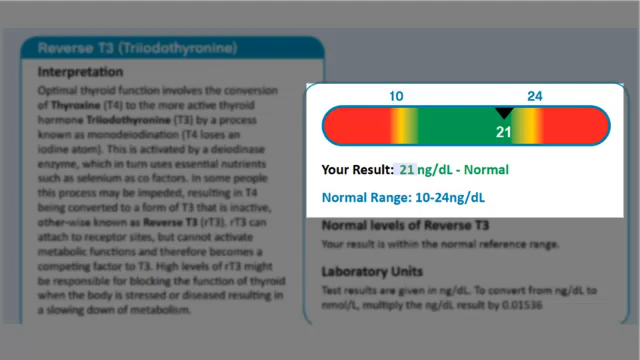 Reverse T3 (Triiodothyronine)
Interpretation
Optimal thyroid function involves the conversion
of Thyroxine (T4) to the more active thyroid
hormone Triiodothyronine (T3) by a process
known as monodeiodination (T4 loses an
iodine atom). This is activated by a deiodinase
enzyme, which in turn uses essential nutrients
such as selenium as co factors. In some people
this process may be impeded, resulting in T4
being converted to a form of T3 that is inactive,
other-wise known as Reverse T3 (rT3). rT3 can
attach to receptor sites, but cannot activate
metabolic functions and therefore becomes a
competing factor to T3. High levels of rT3 might
be responsible for blocking the function of thyroid
when the body is stressed or diseased resulting in
a slowing down of metabolism.
10 24
21
Your Result: 21 ng/dL - Normal
Normal Range: 10-24ng/dL
Normal levels of Reverse T3
Your result is within the normal reference range.
Laboratory Units
Test results are given in ng/dL. To convert from ng/dL to
nmol/L, multiply the ng/dL result by 0.01536